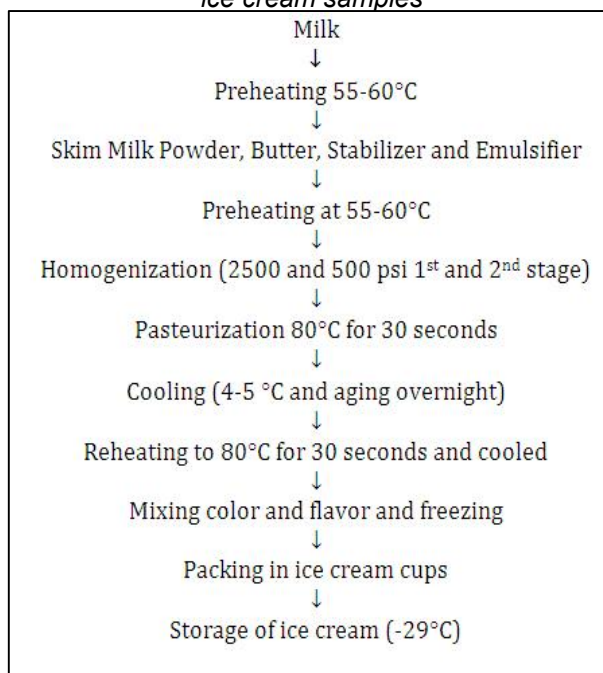 ice cream samples
Milk
↓
Preheating 55-60°C
↓
Skim Milk Powder, Butter, Stabilizer and Emulsifier
↓
Preheating at 55-60°C
↓
Homogenization (2500 and 500 psi 1st and 2nd stage)
↓
Pasteurization 80°C for 30 seconds
↓
Cooling (4-5 °C and aging overnight)
↓
Reheating to 80°C for 30 seconds and cooled
↓
Mixing color and flavor and freezing
↓
Packing in ice cream cups
↓
Storage of ice cream (-29°C)